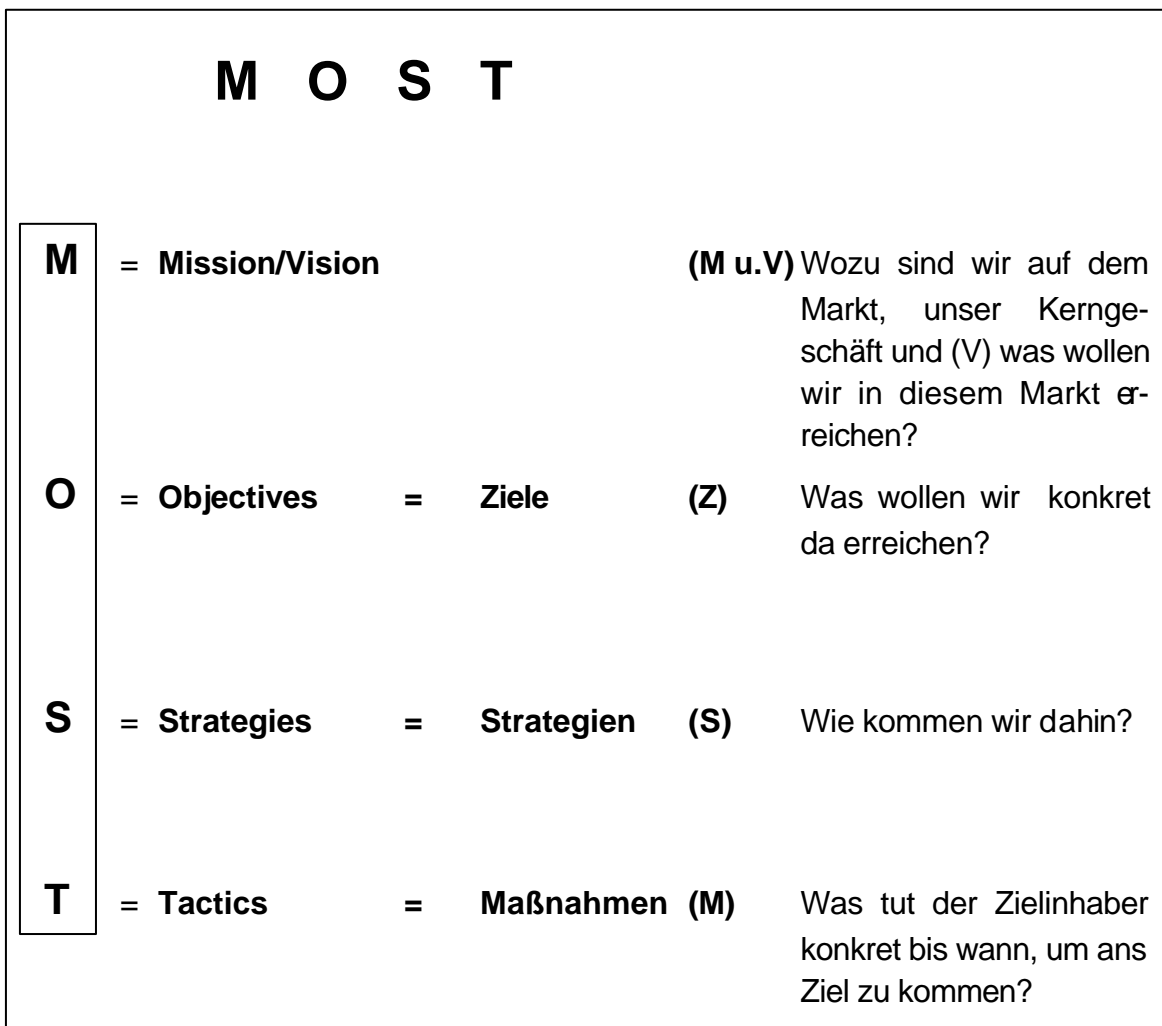 M O S T
M = Mission/Vision (M u.V) Wozu sind wir auf dem
Markt, unser Kernge-
schäft und (V) was wollen
wir in diesem Markt er-
reichen?
O = Objectives = Ziele (Z) Was wollen wir konkret
da erreichen?
S = Strategies = Strategien (S) Wie kommen wir dahin?
T = Tactics = Maßnahmen (M) Was tut der Zielinhaber
konkret bis wann, um ans
Ziel zu kommen?